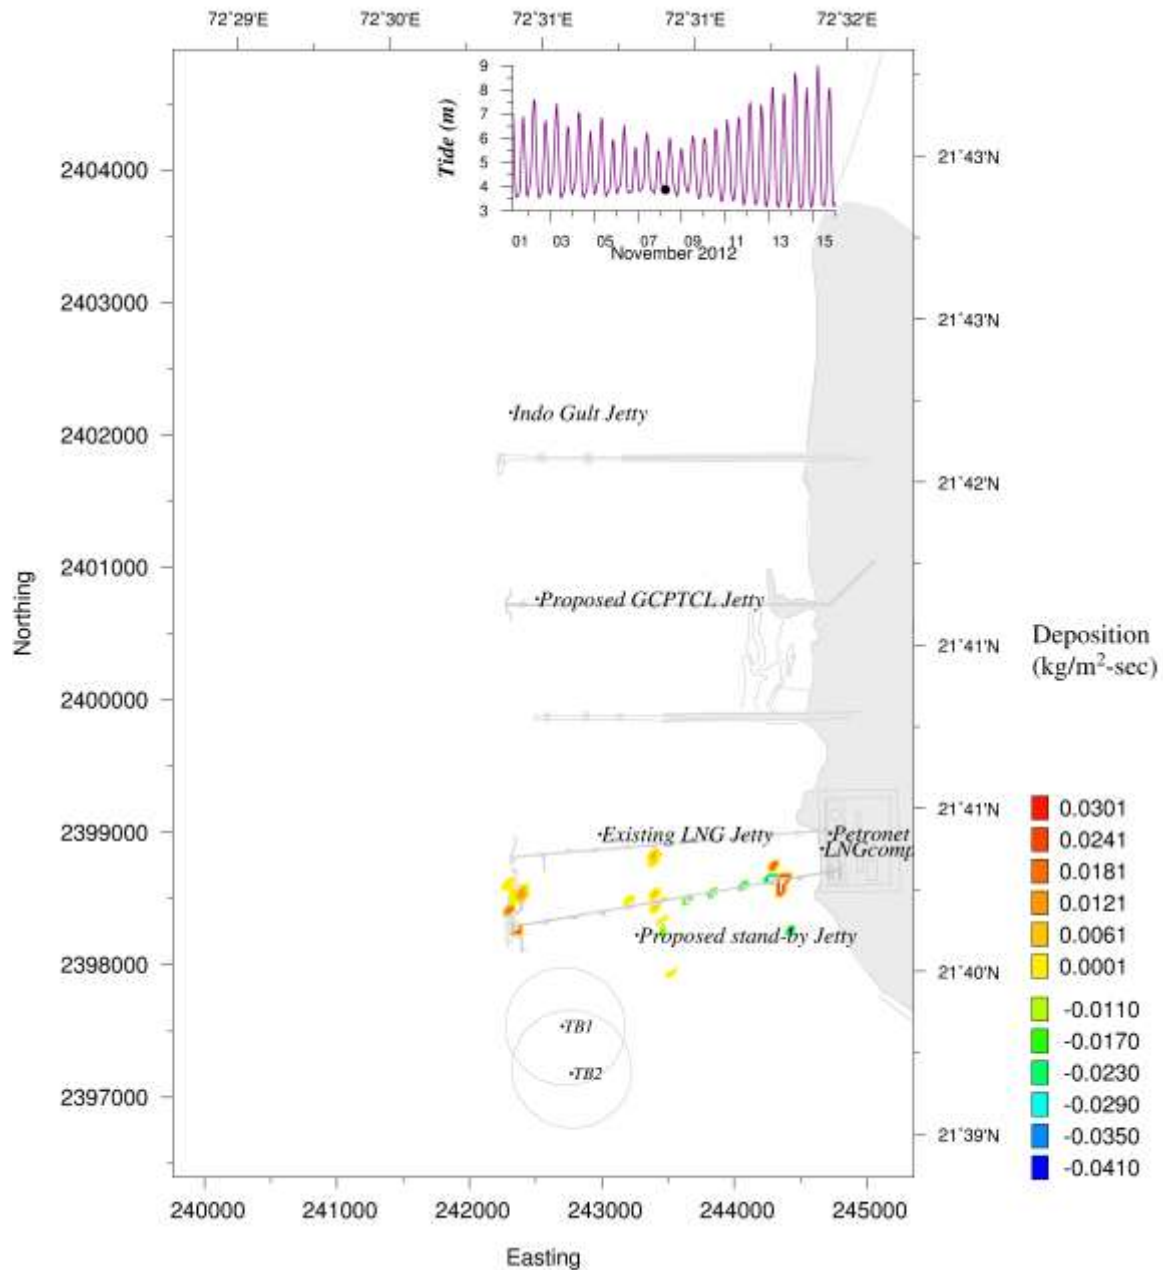 72°29'E 72°30'E 72°31'E 72°31'E 72°32'E
9
8
7
6
5
4
3
Tide (m)
01 03 05 07 09 11 13 15
November 2012
2404000
2403000
2402000
2401000
2400000
2399000
2398000
2397000
Northing
21°43'N
21°43'N
21°42'N
21°41'N
21°41'N
21°40'N
21°39'N
Indo Gult Jetty
Proposed GCPTCL Jetty
Existing LNG Jetty
Petronet
LNGcomp
Proposed stand-by Jetty
TB1
TB2
240000 241000 242000 243000 244000 245000
Easting
Deposition
(kg/m²-sec)
0.0301
0.0241
0.0181
0.0121
0.0061
0.0001
-0.0110
-0.0170
-0.0230
-0.0290
-0.0350
-0.0410